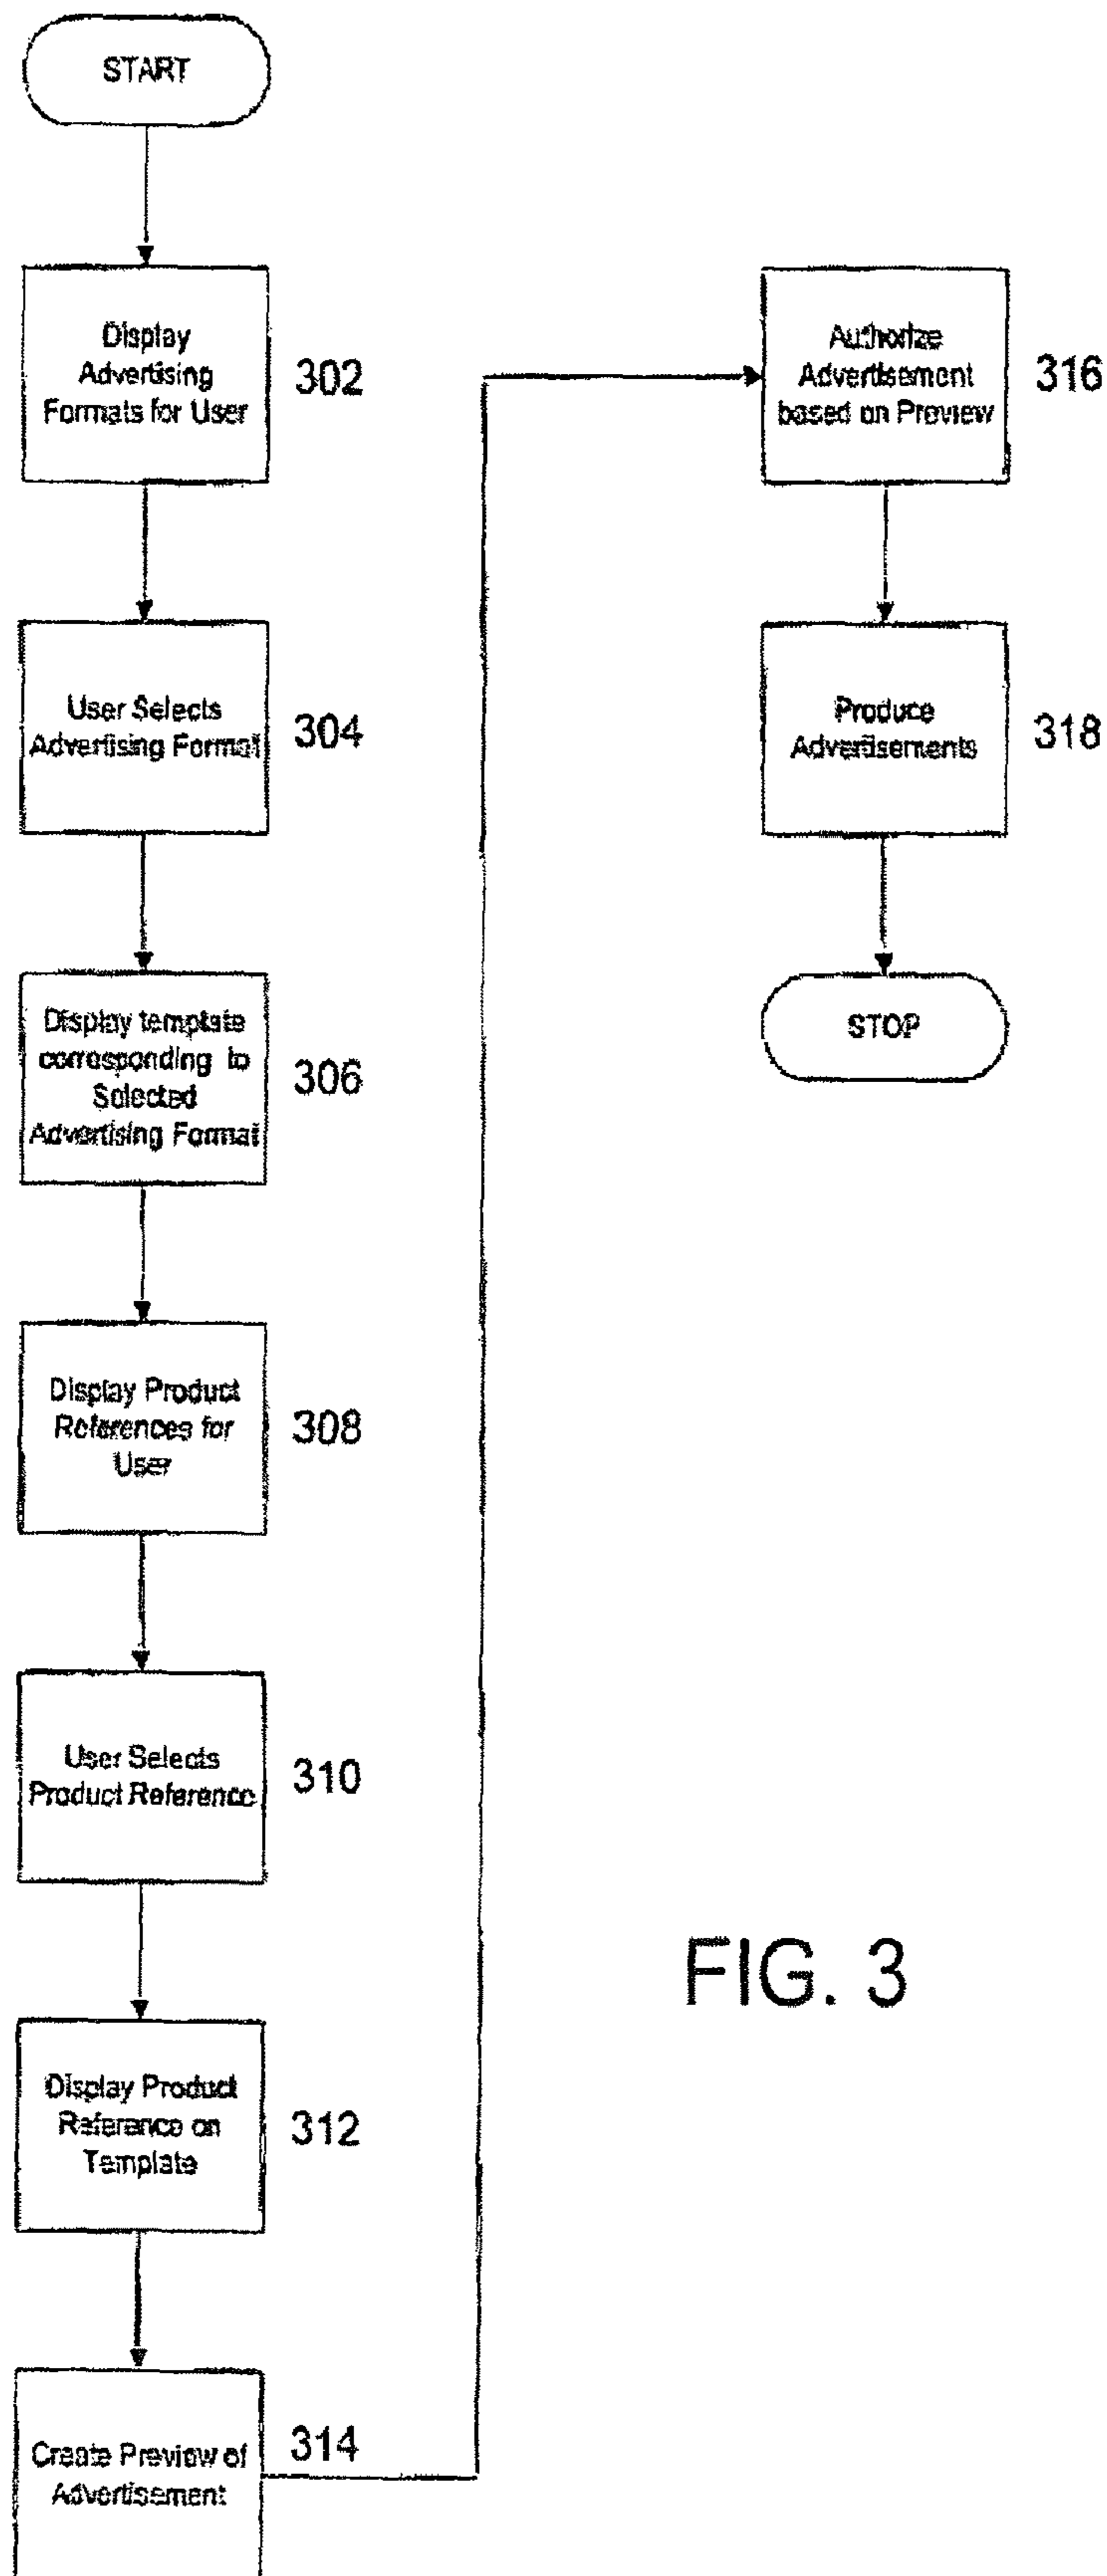 START
Display
Advertising
Formats for User
302
User Selects
Advertising Format
304
Display template
corresponding to
Selected
Advertising Format
306
Display Product
References for
User
308
User Selects
Product Reference
310
Display Product
Reference on
Template
312
Create Preview of
Advertisement
314
Authorize
Advertisement
based on Preview
316
Produce
Advertisements
318
STOP
FIG. 3